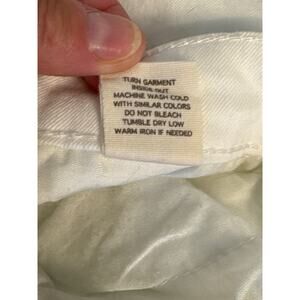 TURN GARMENT
INSIDE OUT
MACHINE WASH COLD
WITH SIMILAR COLORS
DO NOT BLEACH
TUMBLE DRY LOW
WARM IRON IF NEEDED